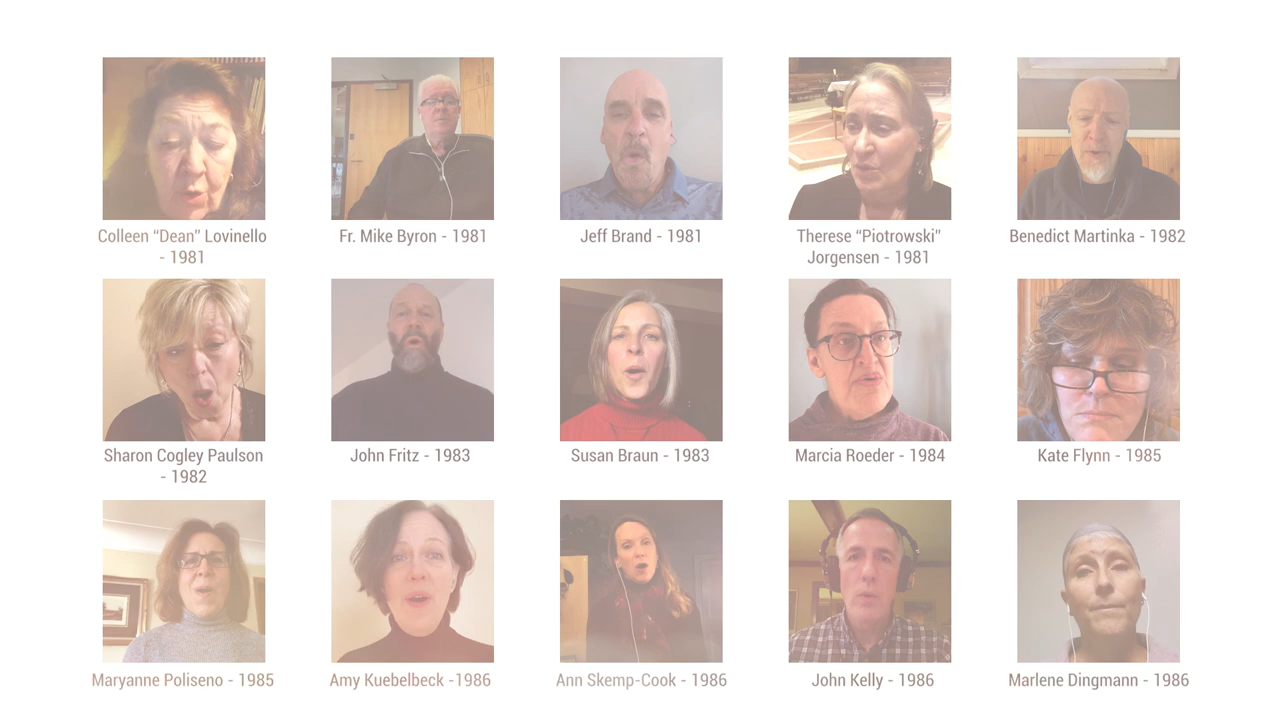 Colleen “Dean” Lovinello
- 1981
Fr. Mike Byron - 1981
Jeff Brand - 1981
Therese “Piotrowski”
Jorgensen - 1981
Benedict Martinka - 1982
Sharon Cogley Paulson
- 1982
John Fritz - 1983
Susan Braun - 1983
Marcia Roeder - 1984
Kate Flynn - 1985
Maryanne Poliseno - 1985
Amy Kuebelbeck -1986
Ann Skemp-Cook - 1986
John Kelly - 1986
Marlene Dingmann - 1986